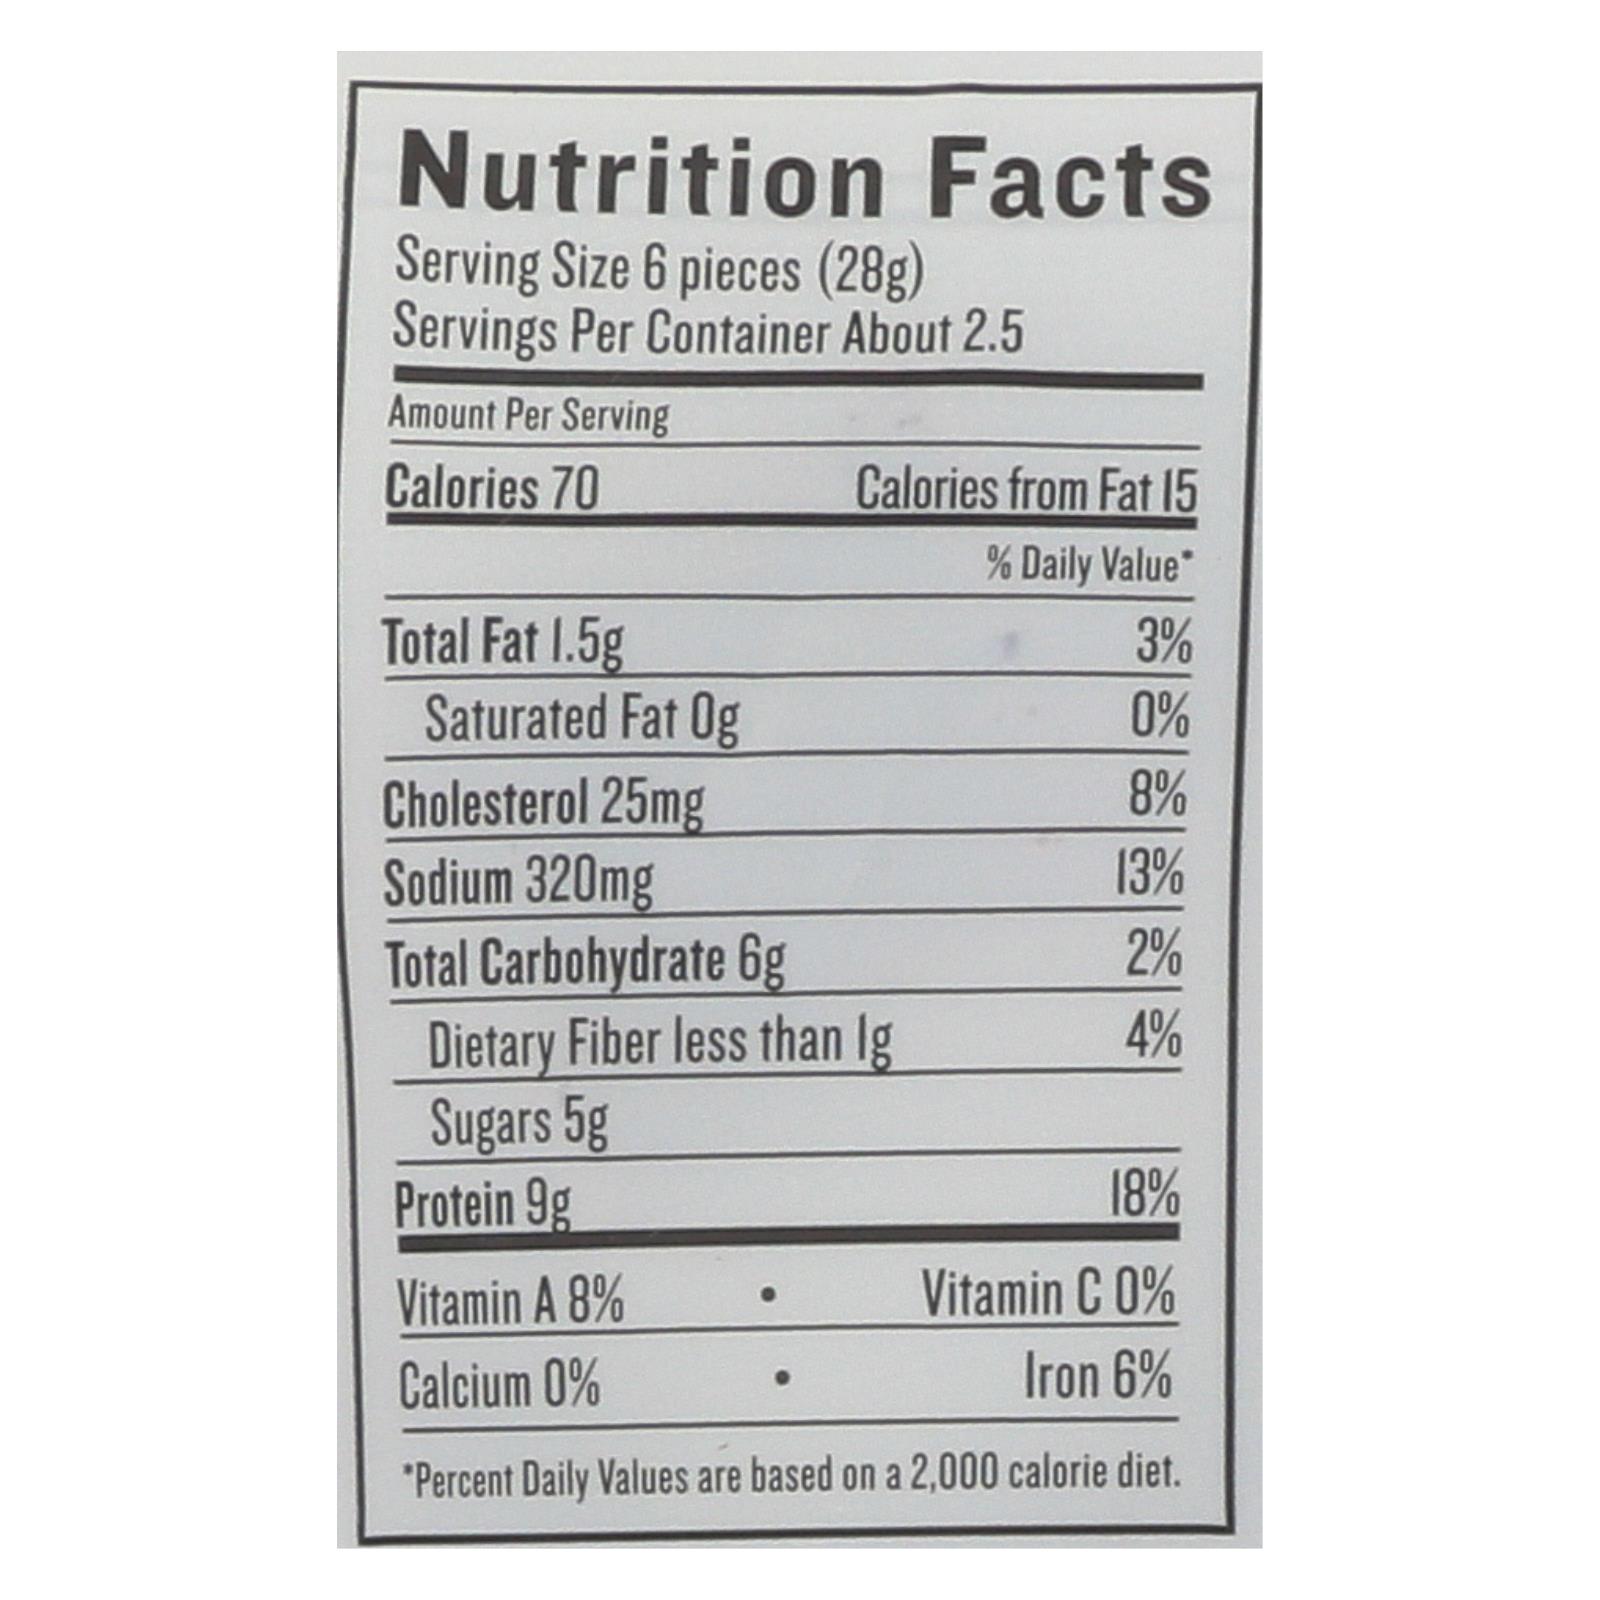 Nutrition Facts
Serving Size 6 pieces (28g)
Servings Per Container About 2.5
Amount Per Serving
Calories 70 Calories from Fat 15
% Daily Value*
Total Fat 1.5g 3%
Saturated Fat 0g 0%
Cholesterol 25mg 8%
Sodium 320mg 13%
Total Carbohydrate 6g 2%
Dietary Fiber less than 1g 4%
Sugars 5g
Protein 9g 18%
Vitamin A 8% • Vitamin C 0%
Calcium 0% • Iron 6%
*Percent Daily Values are based on a 2,000 calorie diet.